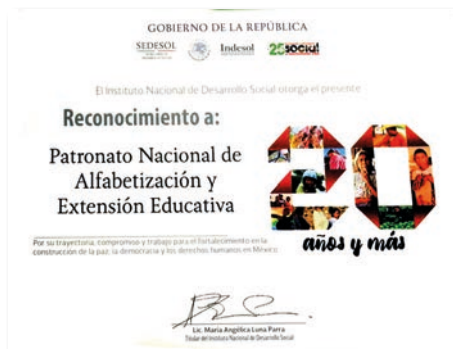 GOBIERNO DE LA REPÚBLICA
SEDESOL Indesol 25 social
El Instituto Nacional de Desarrollo Social otorga el presente
Reconocimiento a:
Patronato Nacional de
Alfabetización y
Extensión Educativa
20
años y más
Por su trayectoria, compromiso y trabajo para el fortalecimiento en la
construcción de la paz, la democracia y los derechos humanos en México
Lic. María Angélica Luna Parra
Titular del Instituto Nacional de Desarrollo Social